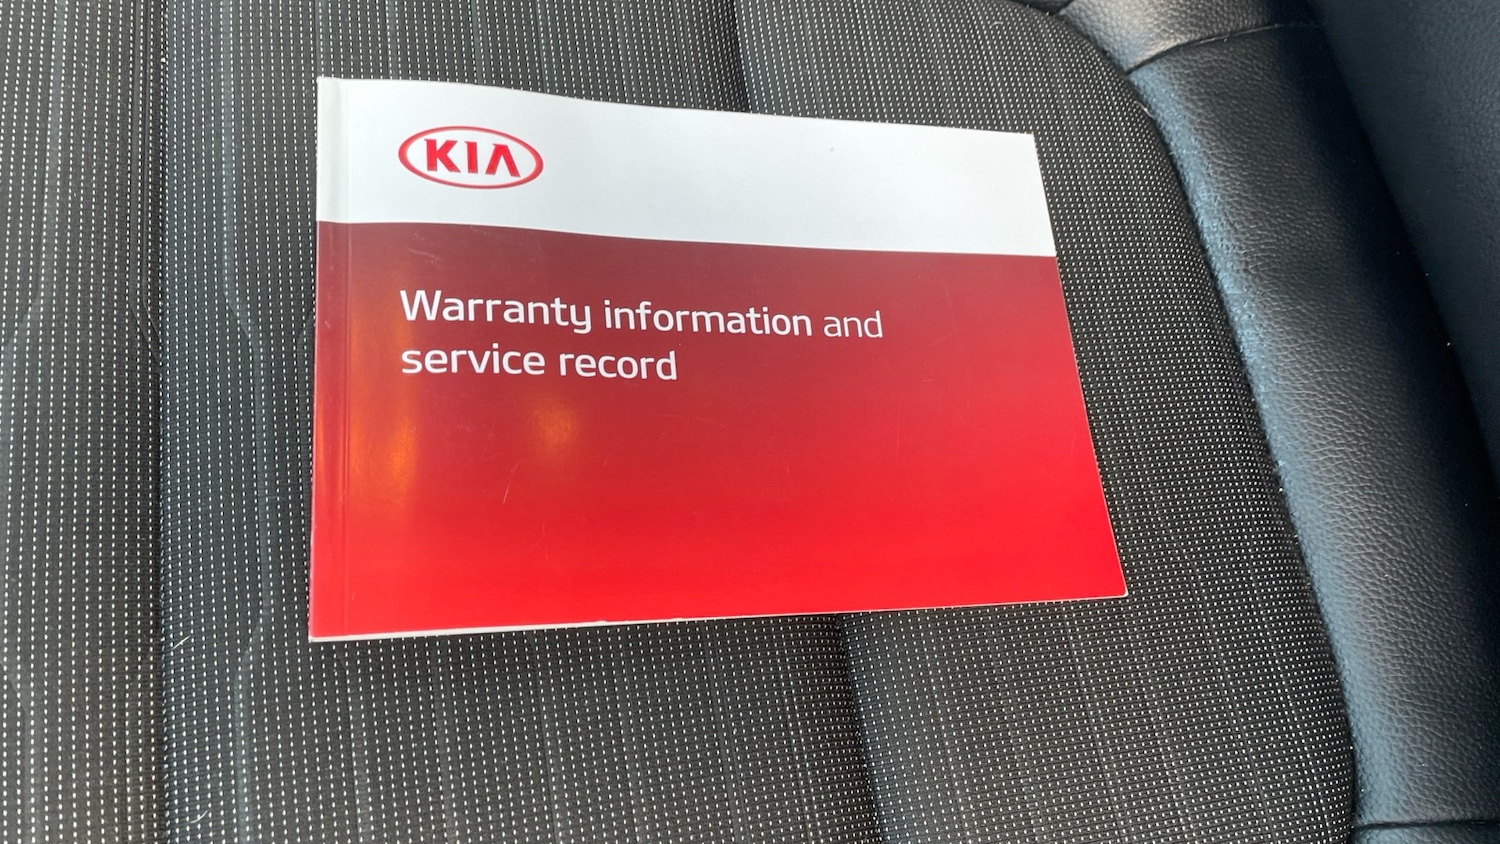 KIA
Warranty information and
service record